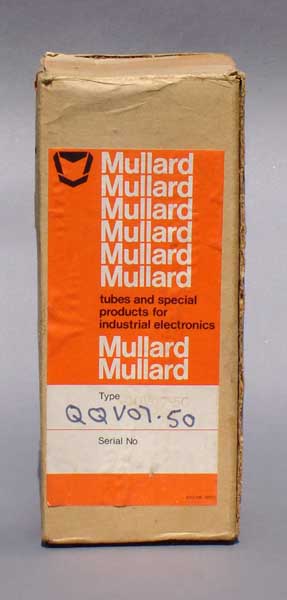 Mullard
Mullard
Mullard
Mullard
Mullard
Mullard
tubes and special
products for
industrial electronics
Mullard
Mullard
Type
QQV07-50
Serial No